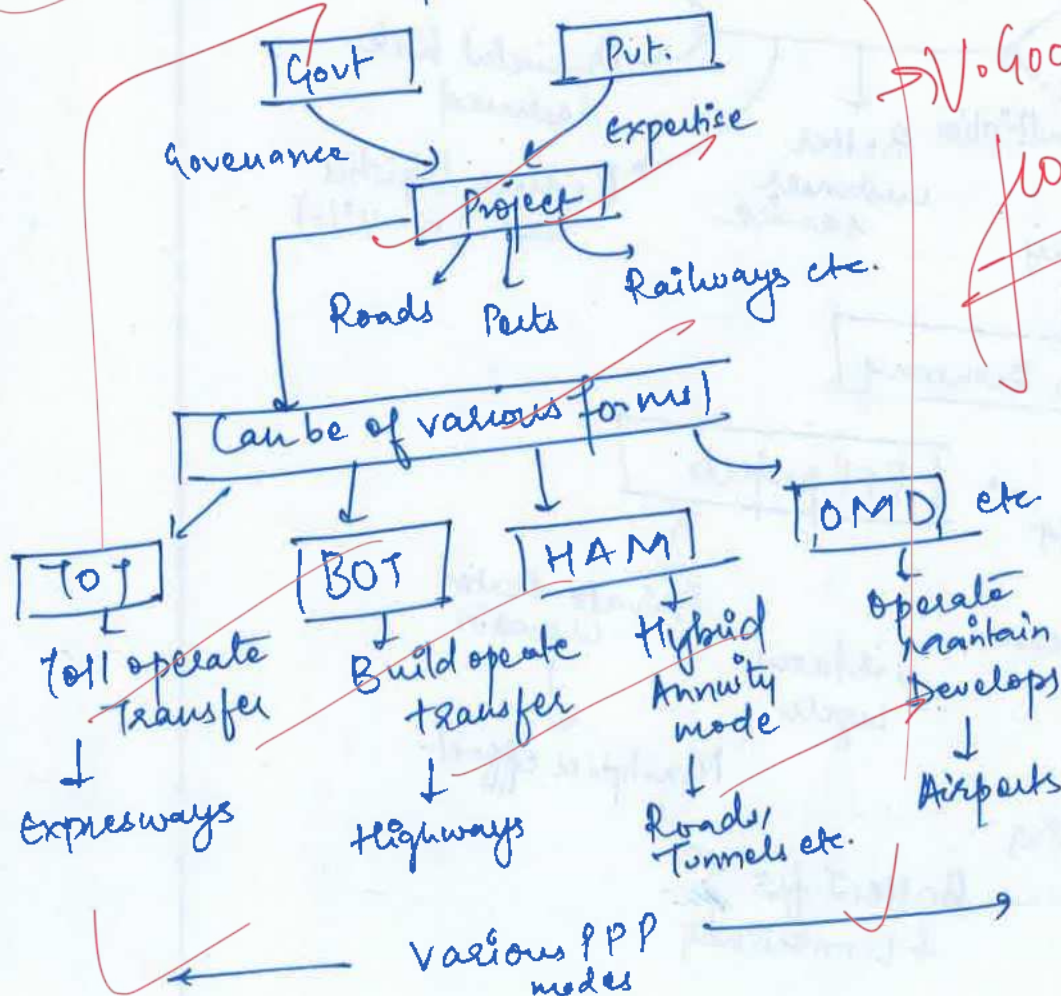 Govt
Pvt.
Governance
expertise
Project
Roads
Ports
Railways etc.
Can be of various forms
TOT
BOT
HAM
OMD
etc
Toll operate
Transfer
Build operate
transfer
Hybrid
Annuity
mode
operate
maintain
Develops
Expresways
Highways
Roads/
Tunnels etc.
Airports
Various PPP
modes
V. Good